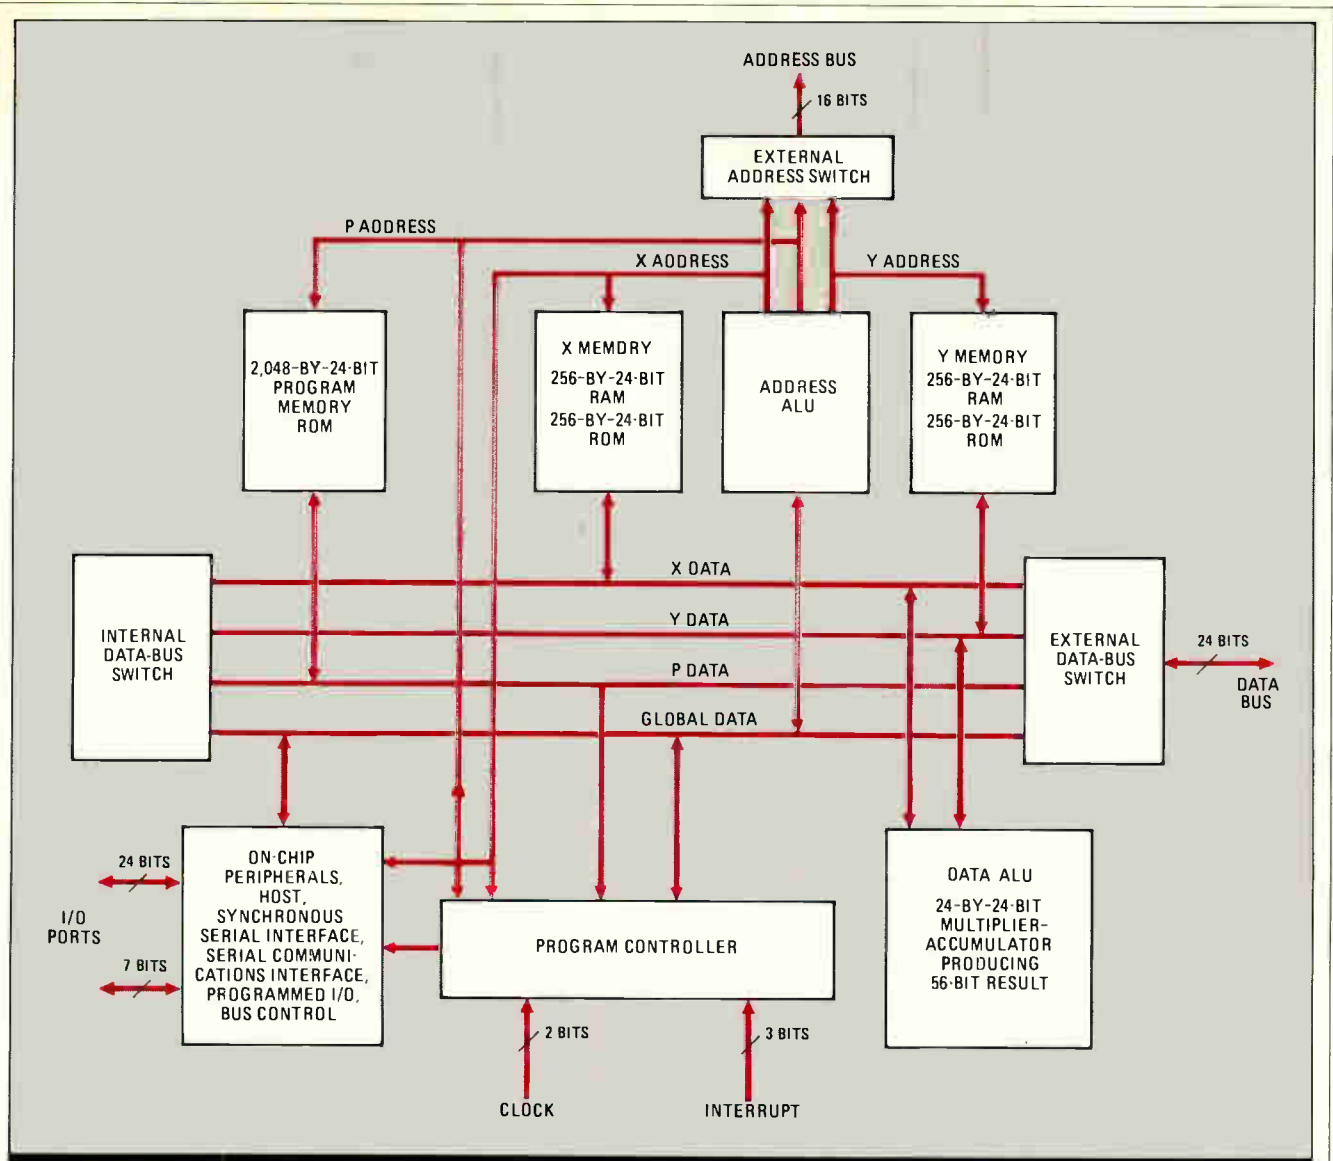 ADDRESS BUS
16 BITS
EXTERNAL
ADDRESS SWITCH
P ADDRESS
X ADDRESS
Y ADDRESS
2,048-BY-24-BIT
PROGRAM
MEMORY
ROM
X MEMORY
256-BY-24-BIT
RAM
256-BY-24-BIT
ROM
ADDRESS
ALU
Y MEMORY
256-BY-24-BIT
RAM
256-BY-24-BIT
ROM
INTERNAL
DATA-BUS
SWITCH
X DATA
Y DATA
P DATA
GLOBAL DATA
EXTERNAL
DATA-BUS
SWITCH
24 BITS
DATA
BUS
24 BITS
I/O
PORTS
7 BITS
ON-CHIP
PERIPHERALS,
HOST,
SYNCHRONOUS
SERIAL INTERFACE,
SERIAL COMMUNI-
CATIONS INTERFACE,
PROGRAMMED I/O,
BUS CONTROL
PROGRAM CONTROLLER
DATA ALU
24-BY-24-BIT
MULTIPLIER-
ACCUMULATOR
PRODUCING
56-BIT RESULT
2 BITS
3 BITS
CLOCK
INTERRUPT